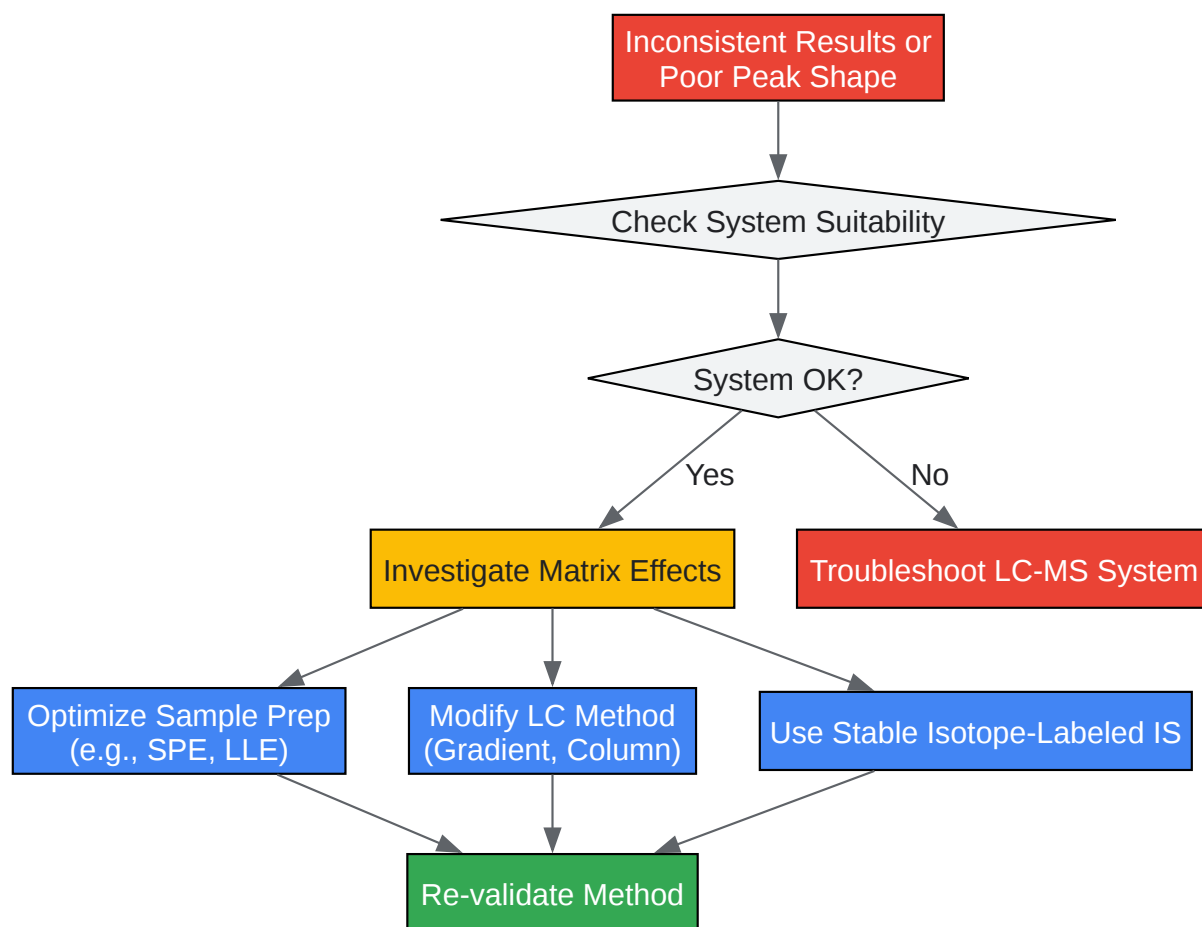 Inconsistent Results or
Poor Peak Shape
Check System Suitability
System OK?
Yes
No
Investigate Matrix Effects
Troubleshoot LC-MS System
Optimize Sample Prep
(e.g., SPE, LLE)
Modify LC Method
(Gradient, Column)
Use Stable Isotope-Labeled IS
Re-validate Method